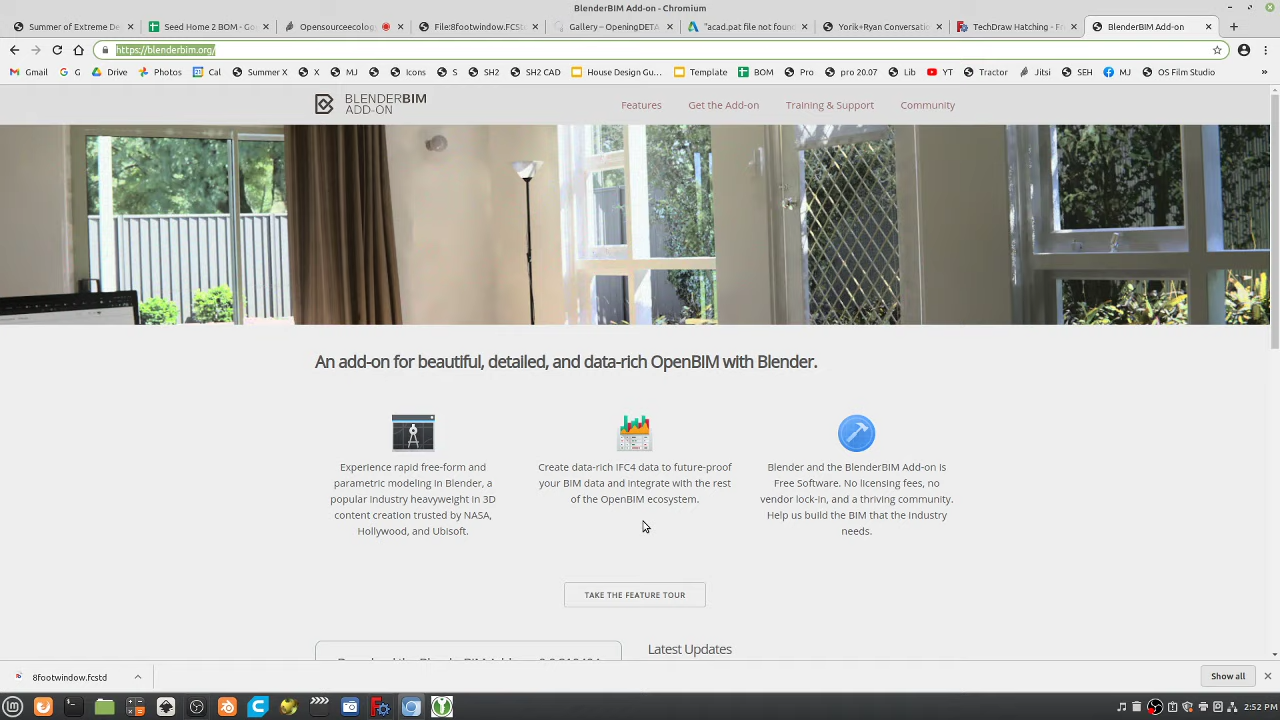 BlenderBIM Add-on - Chromium
Summer of Extreme De
Seed Home 2 BOM - Go
Opensourceecolo
File:8footwindow.FCSt
Gallery – OpeningDETA
"acad.pat file not foun
Yorik+Ryan Conversati
TechDraw Hatching - Fr
BlenderBIM Add-on
https://blenderbim.org/
Gmail
G
Drive
Photos
Cal
Summer X
X
MJ
Icons
S
SH2
SH2 CAD
House Design Gu...
Template
BOM
Pro
pro 20.07
Lib
YT
Tractor
Jitsi
SEH
MJ
OS Film Studio
BLENDERBIM
ADD-ON
Features
Get the Add-on
Training & Support
Community
An add-on for beautiful, detailed, and data-rich OpenBIM with Blender.
Experience rapid free-form and
parametric modeling in Blender, a
popular industry heavyweight in 3D
content creation trusted by NASA,
Hollywood, and Ubisoft.
Create data-rich IFC4 data to future-proof
your BIM data and integrate with the rest
of the OpenBIM ecosystem.
Blender and the BlenderBIM Add-on is
Free Software. No licensing fees, no
vendor lock-in, and a thriving community.
Help us build the BIM that the industry
needs.
TAKE THE FEATURE TOUR
Latest Updates
8footwindow.fcstd
Show all
2:52 PM